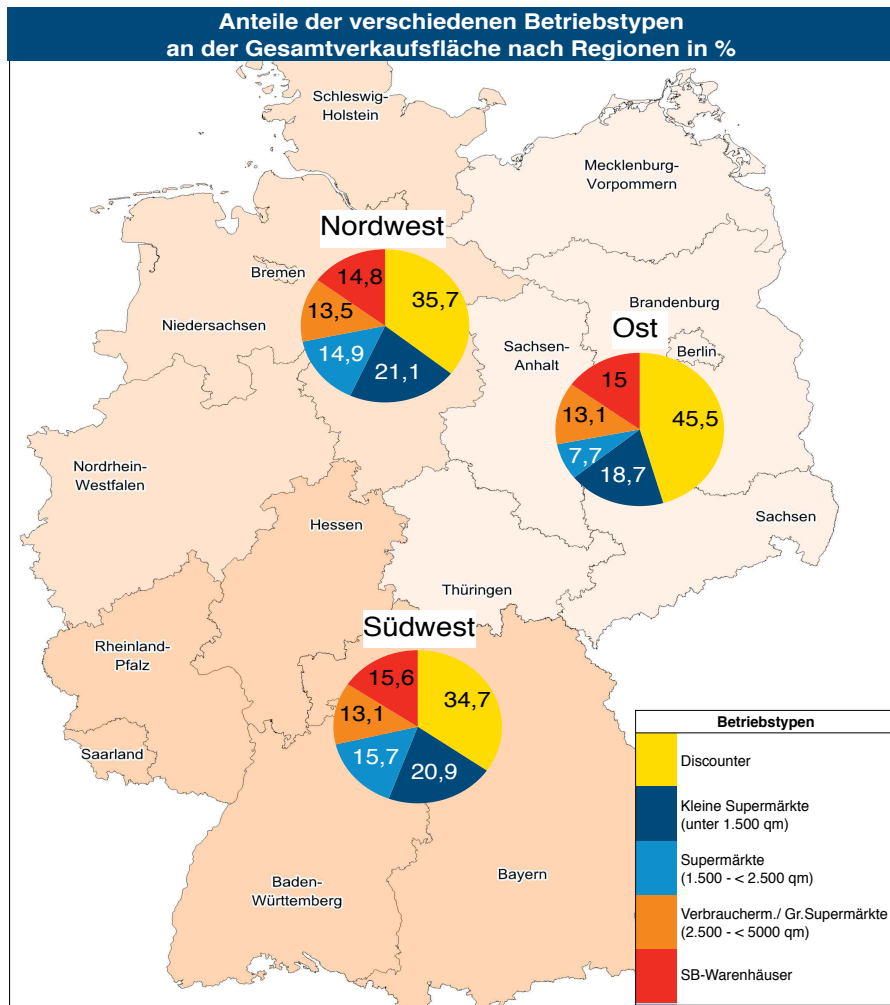 Anteile der verschiedenen Betriebstypen
an der Gesamtverkaufsfläche nach Regionen in %
Schleswig-
Holstein
Mecklenburg-
Vorpommern
Nordwest
Bremen
14,8
35,7
13,5
14,9
21,1
Niedersachsen
Brandenburg
Ost
Berlin
Sachsen-
Anhalt
15
45,5
13,1
7,7
18,7
Nordrhein-
Westfalen
Hessen
Sachsen
Thüringen
Südwest
Rheinland-
Pfalz
15,6
34,7
13,1
15,7
20,9
Saarland
Baden-
Württemberg
Bayern
Betriebstypen
Discounter
Kleine Supermärkte
(unter 1.500 qm)
Supermärkte
(1.500 - < 2.500 qm)
Verbraucherm./ Gr.Supermärkte
(2.500 - < 5000 qm)
SB-Warenhäuser